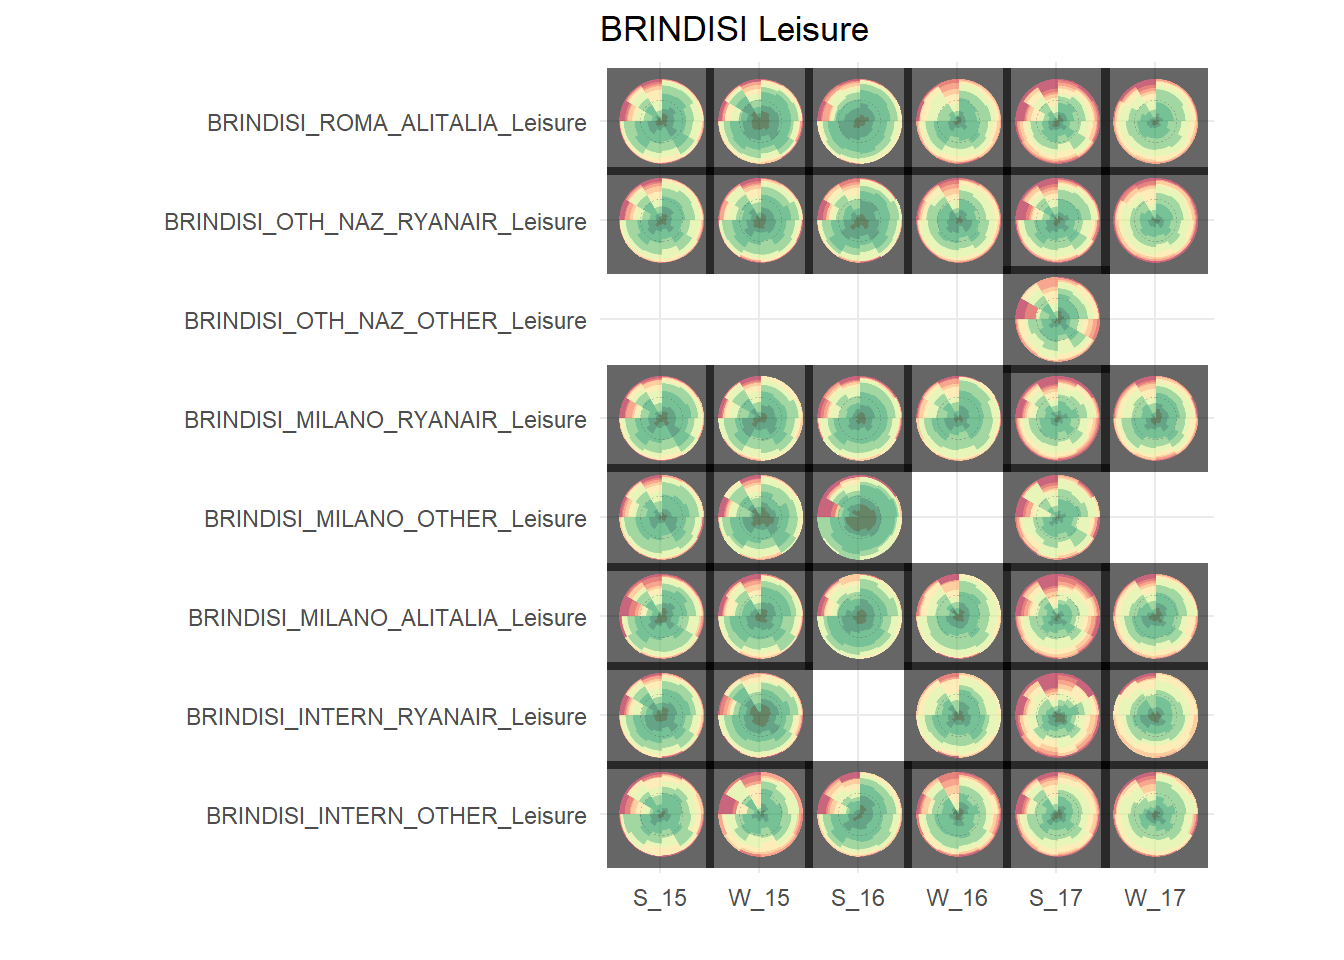 BRINDISI Leisure
BRINDISI_ROMA_ALITALIA_Leisure
BRINDISI_OTH_NAZ_RYANAIR_Leisure
BRINDISI_OTH_NAZ_OTHER_Leisure
BRINDISI_MILANO_RYANAIR_Leisure
BRINDISI_MILANO_OTHER_Leisure
BRINDISI_MILANO_ALITALIA_Leisure
BRINDISI_INTERN_RYANAIR_Leisure
BRINDISI_INTERN_OTHER_Leisure
S_15 W_15 S_16 W_16 S_17 W_17